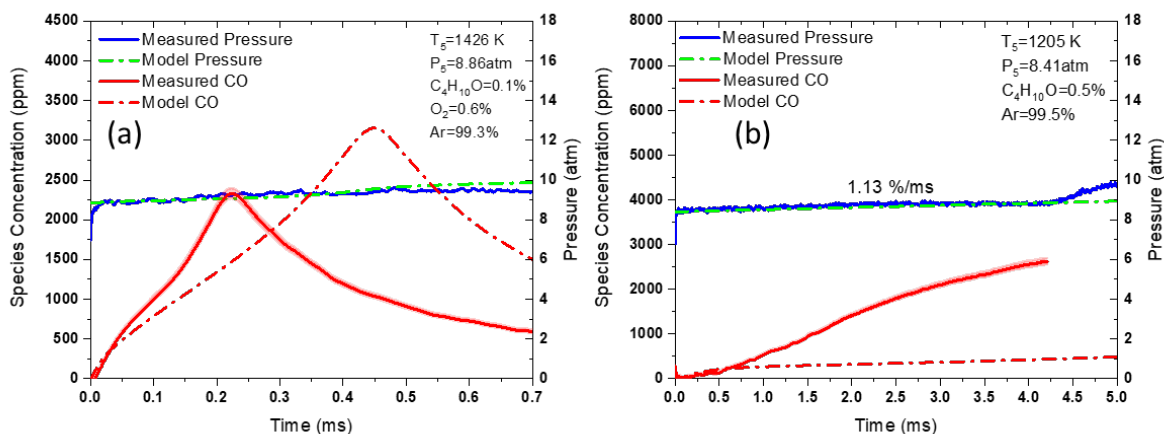 4500
4000
3500
3000
2500
2000
1500
1000
500
0
Species Concentration (ppm)
Measured Pressure
Model Pressure
Measured CO
Model CO
(a)
T5=1426 K
P5=8.86atm
C4H10O=0.1%
O2=0.6%
Ar=99.3%
18
16
14
12
10
8
6
4
2
0
Pressure (atm)
0.0 0.1 0.2 0.3 0.4 0.5 0.6 0.7
Time (ms)
8000
7000
6000
5000
4000
3000
2000
1000
0
Species Concentration (ppm)
Measured Pressure
Model Pressure
Measured CO
Model CO
(b)
T5=1205 K
P5=8.41atm
C4H10O=0.5%
Ar=99.5%
1.13 %/ms
18
16
14
12
10
8
6
4
2
0
Pressure (atm)
0.0 0.5 1.0 1.5 2.0 2.5 3.0 3.5 4.0 4.5 5.0
Time (ms)